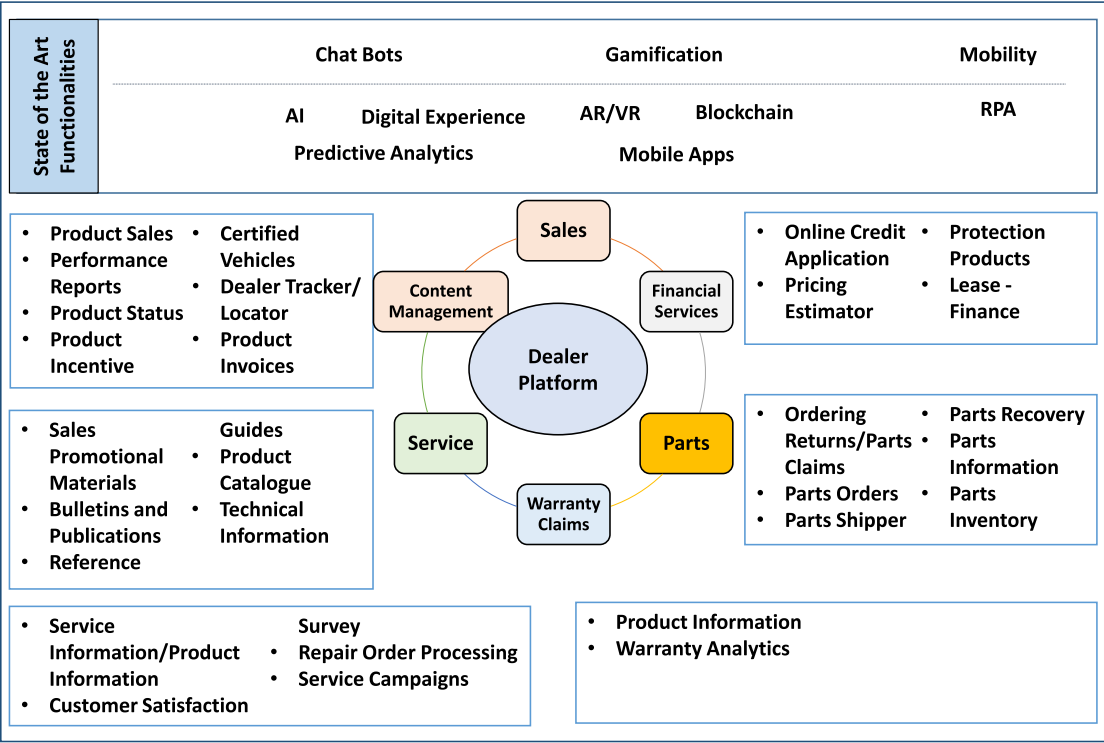 State of the Art
Functionalities
Chat Bots
Gamification
Mobility
AI
Digital Experience
AR/VR
Blockchain
RPA
Predictive Analytics
Mobile Apps
• Product Sales
• Performance
Reports
• Product Status
• Product
Incentive
• Certified
Vehicles
• Dealer Tracker/
Locator
• Product
Invoices
Sales
Content
Management
Financial
Services
Dealer
Platform
Service
Parts
Warranty
Claims
• Online Credit
Application
• Pricing
Estimator
• Protection
Products
• Lease -
Finance
• Sales
Promotional
Materials
• Bulletins and
Publications
• Reference
Guides
• Product
Catalogue
• Technical
Information
• Ordering
Returns/Parts
Claims
• Parts Orders
• Parts Shipper
• Parts Recovery
• Parts
Information
• Parts
Inventory
• Service
Information/Product
Information
• Customer Satisfaction
Survey
• Repair Order Processing
• Service Campaigns
• Product Information
• Warranty Analytics